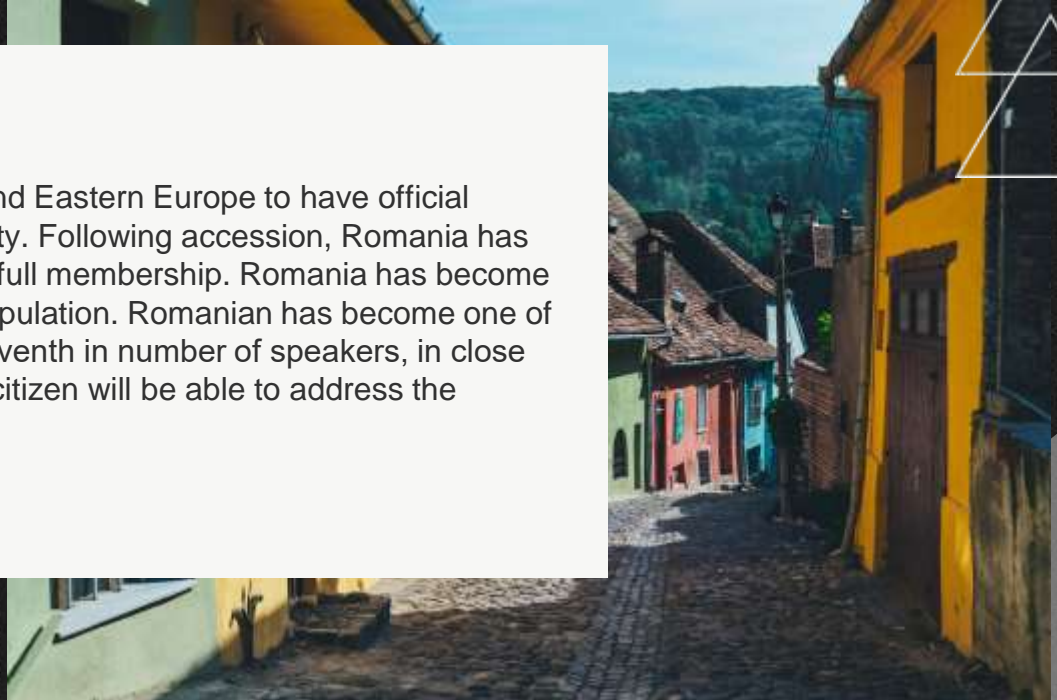 nd Eastern Europe to have official
ty. Following accession, Romania has
full membership. Romania has become
pulation. Romanian has become one of
venth in number of speakers, in close
citizen will be able to address the